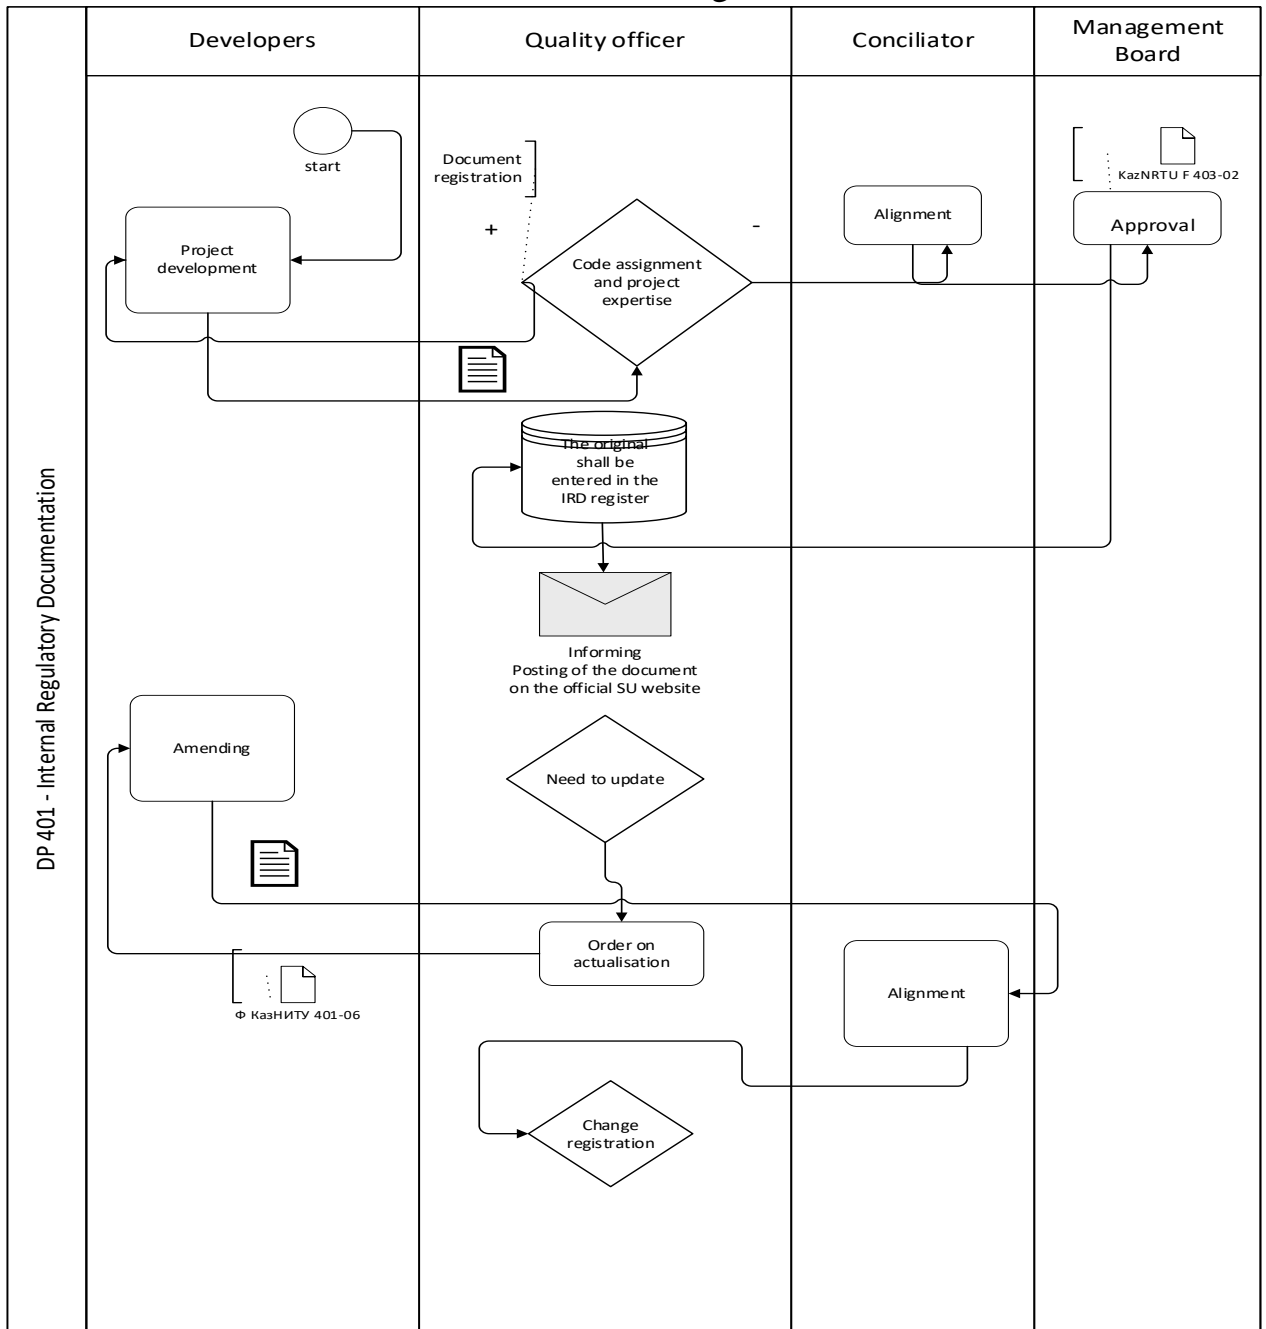 Developers
Quality officer
Conciliator
Management
Board
DP 401 - Internal Regulatory Documentation
start
Document
registration
KazNRTU F 403-02
+
-
Project
development
Code assignment
and project
expertise
Alignment
Approval
The original
shall be
entered in the
IRD register
Informing
Posting of the document
on the official SU website
Amending
Need to update
Order on
actualisation
Alignment
Ф КазНИТУ 401-06
Change
registration